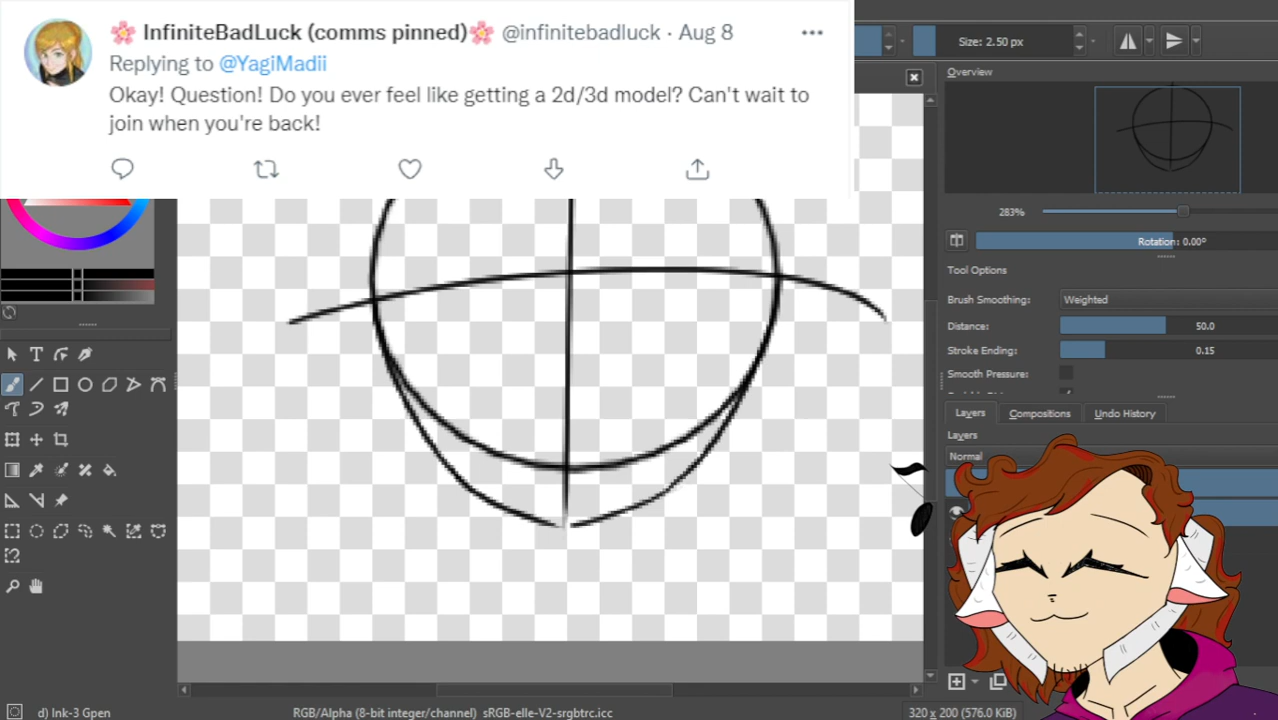 🌸 InfiniteBadLuck (comms pinned)🌸 @infinitebadluck · Aug 8
Replying to @YagiMadii
Okay! Question! Do you ever feel like getting a 2d/3d model? Can't wait to
join when you're back!
Size: 2.50 px
Overview
283%
Rotation: 0.00°
Tool Options
Brush Smoothing: Weighted
Distance: 50.0
Stroke Ending: 0.15
Smooth Pressure:
Layers Compositions Undo History
Layers
Normal
d) Ink-3 Gpen
RGB/Alpha (8-bit integer/channel) sRGB-elle-V2-srgbtrc.icc
320 x 200 (576.0 KiB)